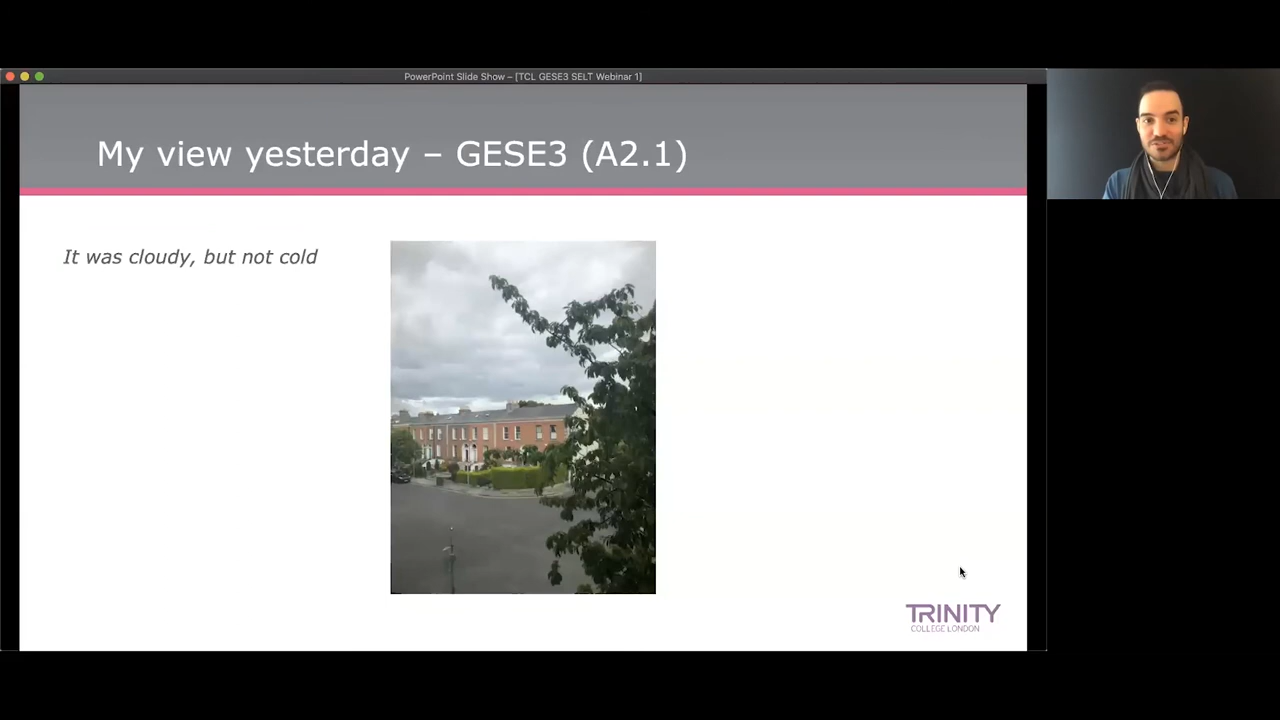 PowerPoint Slide Show – [TCL GESE3 SELT Webinar 1]
My view yesterday – GESE3 (A2.1)
It was cloudy, but not cold
TRINITY
COLLEGE LONDON